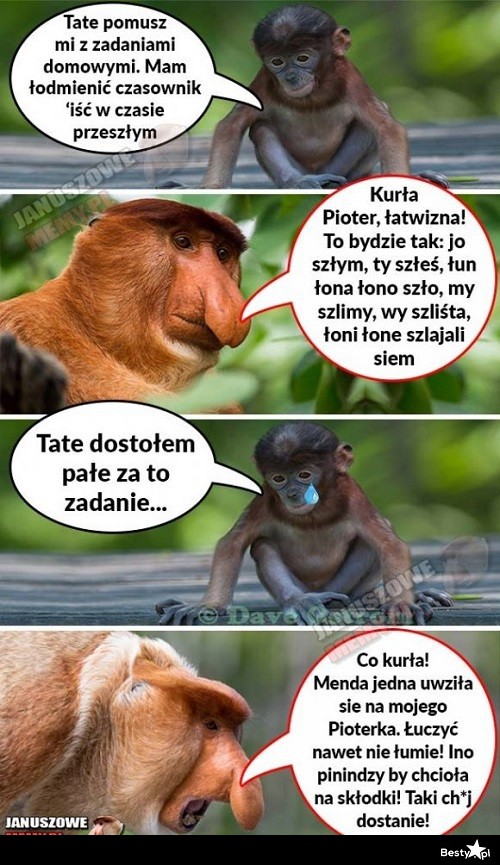 Tate pomusz
mi z zadaniami
domowymi. Mam
łodmienić czasownik
‘iść w czasie
przeszłym
JANUSZOWE
MEMY.PL
Kurła
Pioter, łatwizna!
To bydzie tak: jo
szłym, ty szłeś, łun
łona łono szło, my
szlimy, wy szliśta,
łoni łone szlajali
siem
Tate dostołem
pałe za to
zadanie...
© Dave
JANUSZOWE
Co kurła!
Menda jedna uwziła
sie na mojego
Pioterka. Łuczyć
nawet nie łumie! Ino
pinindzy by chcioła
na skłodki! Taki ch*j
dostanie!
JANUSZOWE
MEMY.PL